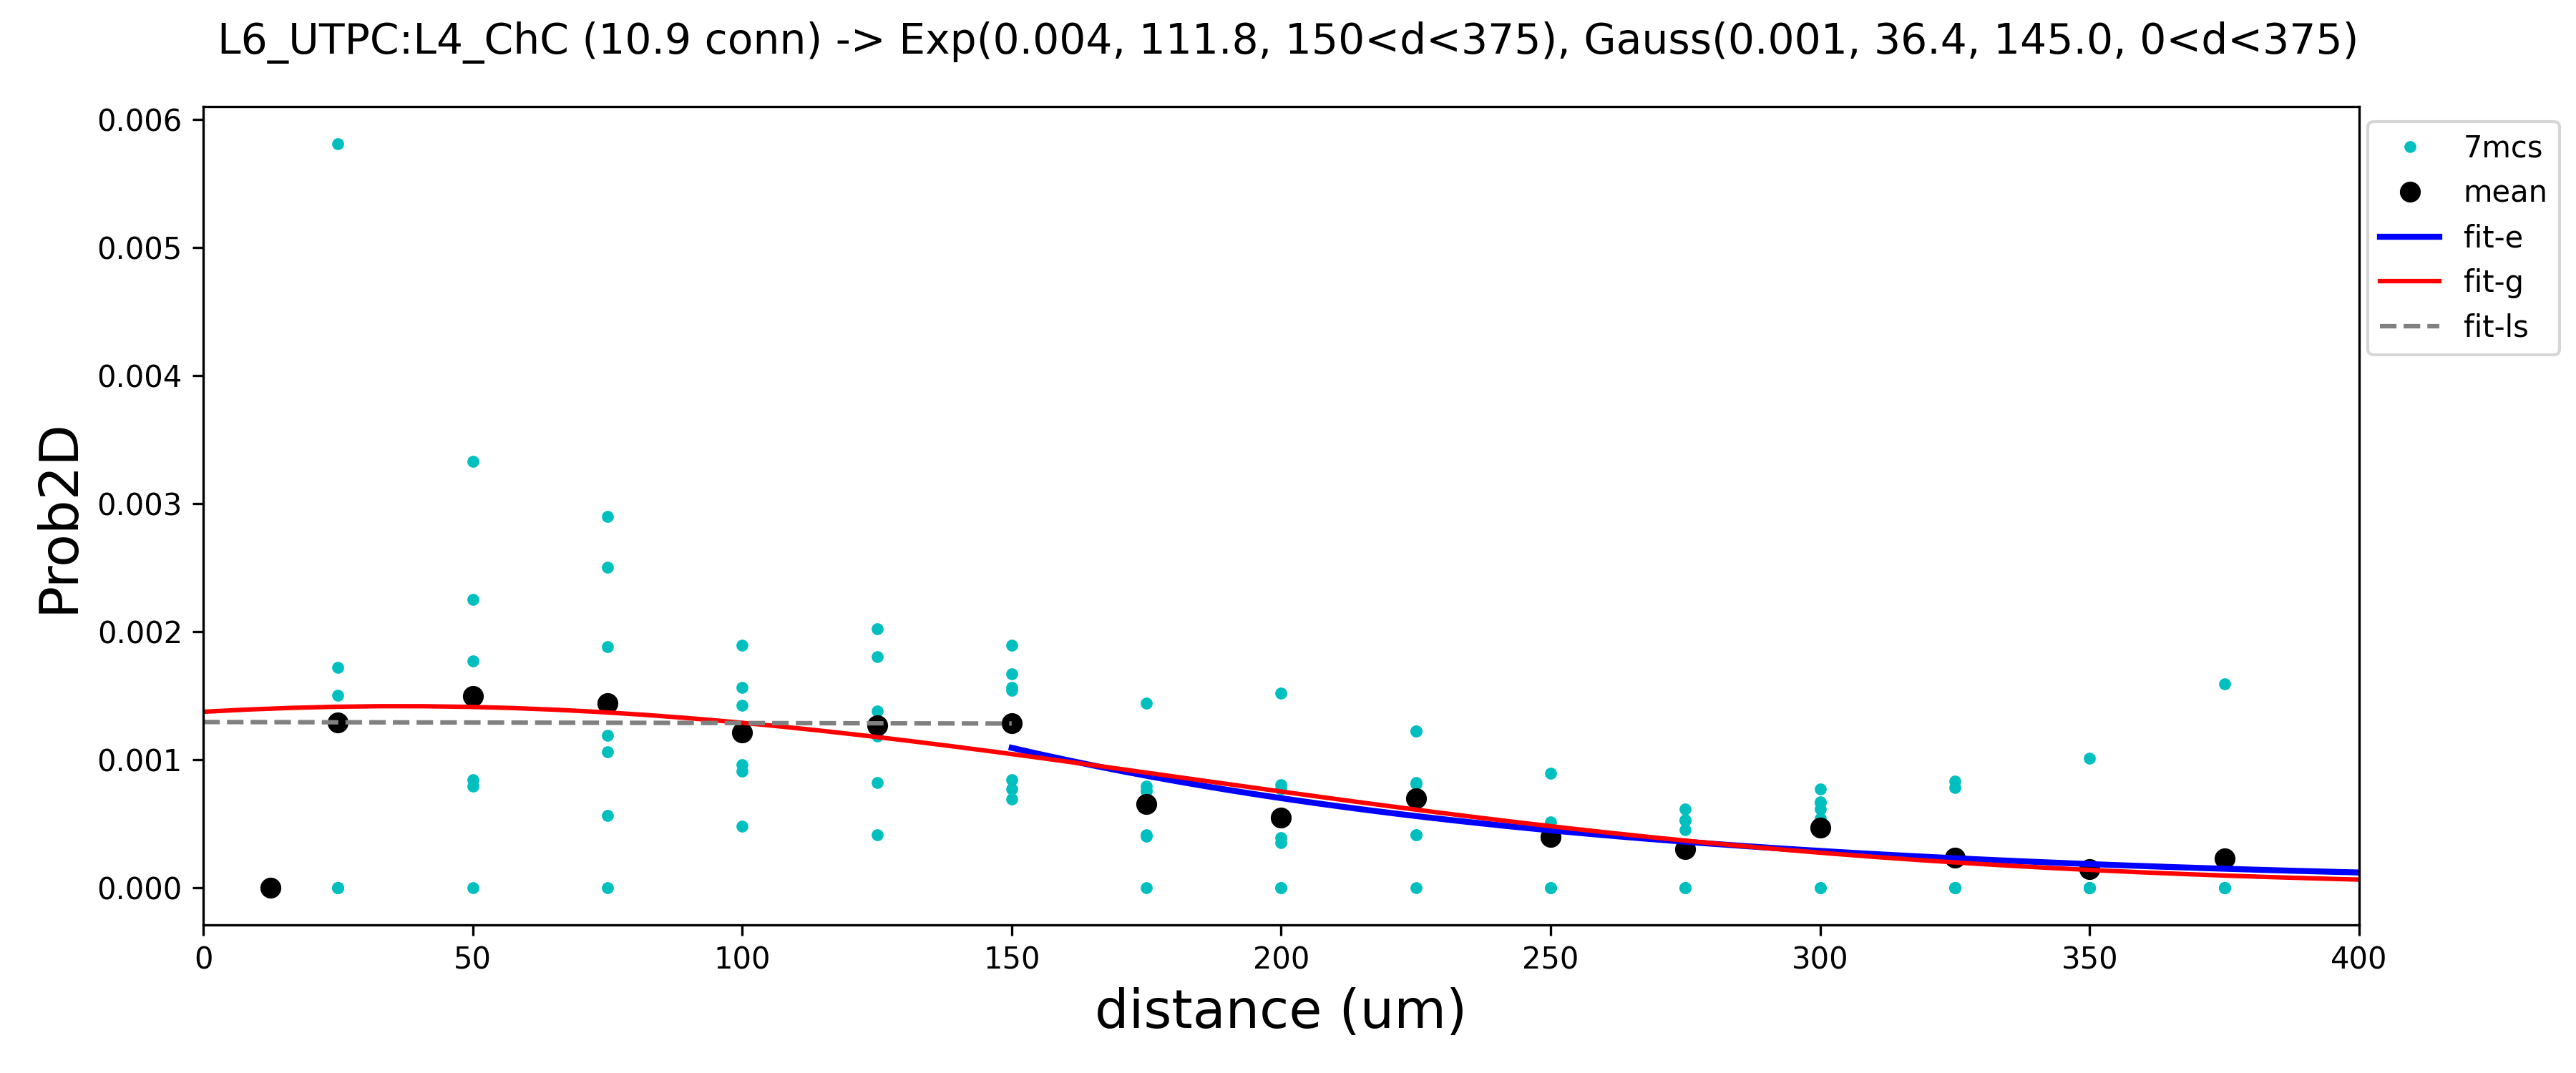 L6_UTPC:L4_ChC (10.9 conn) -> Exp(0.004, 111.8, 150<d<375), Gauss(0.001, 36.4, 145.0, 0<d<375)
0.006
0.005
0.004
0.003
0.002
0.001
0.000
Prob2D
0 50 100 150 200 250 300 350 400
distance (um)
7mcs
mean
fit-e
fit-g
fit-ls